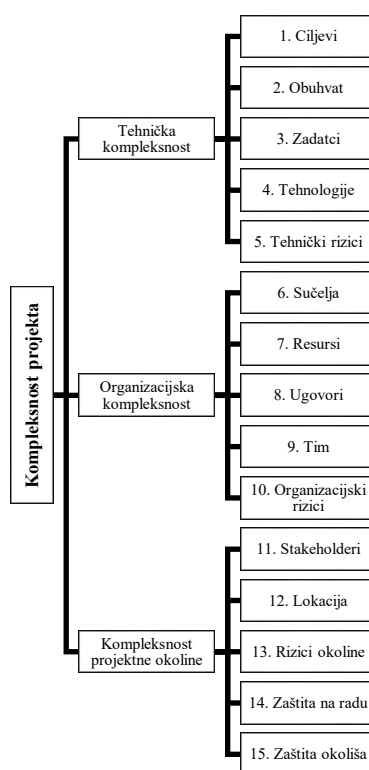 Kompleksnost projekta
Tehnička
kompleksnost
1. Ciljevi
2. Obuhvat
3. Zadatci
4. Tehnologije
5. Tehnički rizici
Organizacijska
kompleksnost
6. Sučelja
7. Resursi
8. Ugovori
9. Tim
10. Organizacijski
rizici
Kompleksnost
projektne okoline
11. Stakeholderi
12. Lokacija
13. Rizici okoline
14. Zaštita na radu
15. Zaštita okoliša